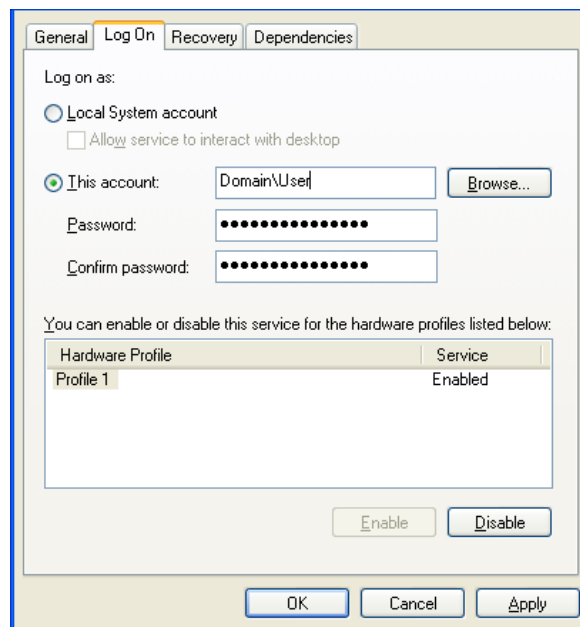 General Log On Recovery Dependencies
Log on as:
Local System account
Allow service to interact with desktop
This account: Domain\User Browse...
Password: ●●●●●●●●●●●●●●●
Confirm password: ●●●●●●●●●●●●●●●
You can enable or disable this service for the hardware profiles listed below:
Hardware Profile Service
Profile 1 Enabled
Enable Disable
OK Cancel Apply